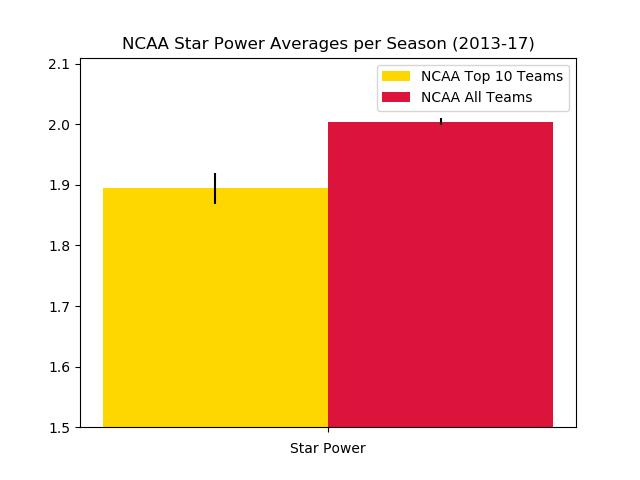 NCAA Star Power Averages per Season (2013-17)
NCAA Top 10 Teams
NCAA All Teams
2.1
2.0
1.9
1.8
1.7
1.6
1.5
Star Power